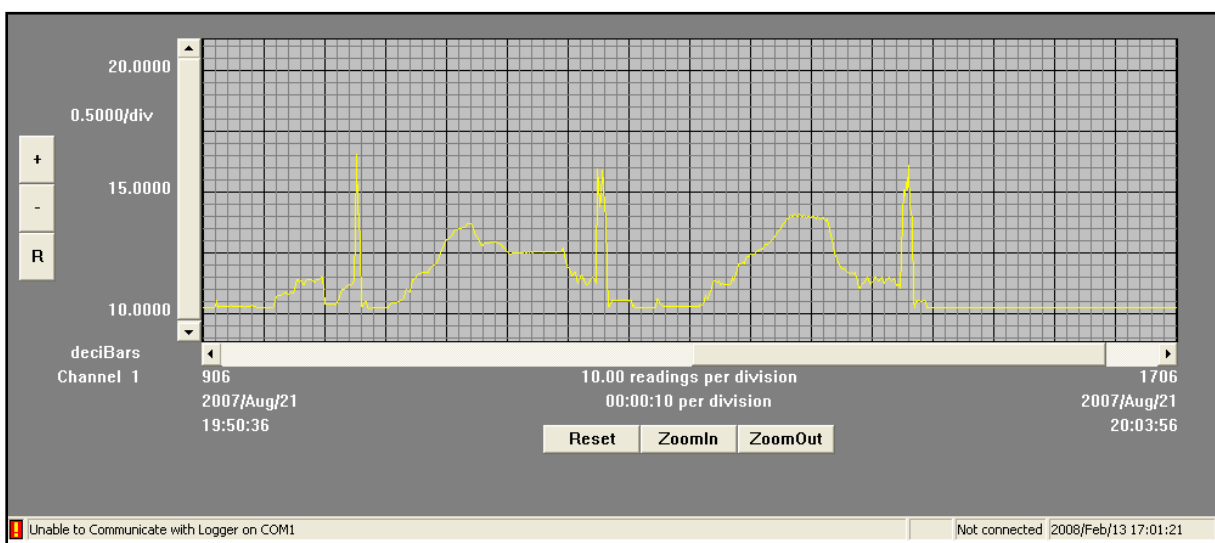 20.0000
0.5000/div
+
15.0000
-
R
10.0000
deciBars
Channel 1
906 10.00 readings per division 1706
2007/Aug/21 00:00:10 per division 2007/Aug/21
19:50:36 20:03:56
Reset ZoomIn ZoomOut
! Unable to Communicate with Logger on COM1 Not connected 2008/Feb/13 17:01:21